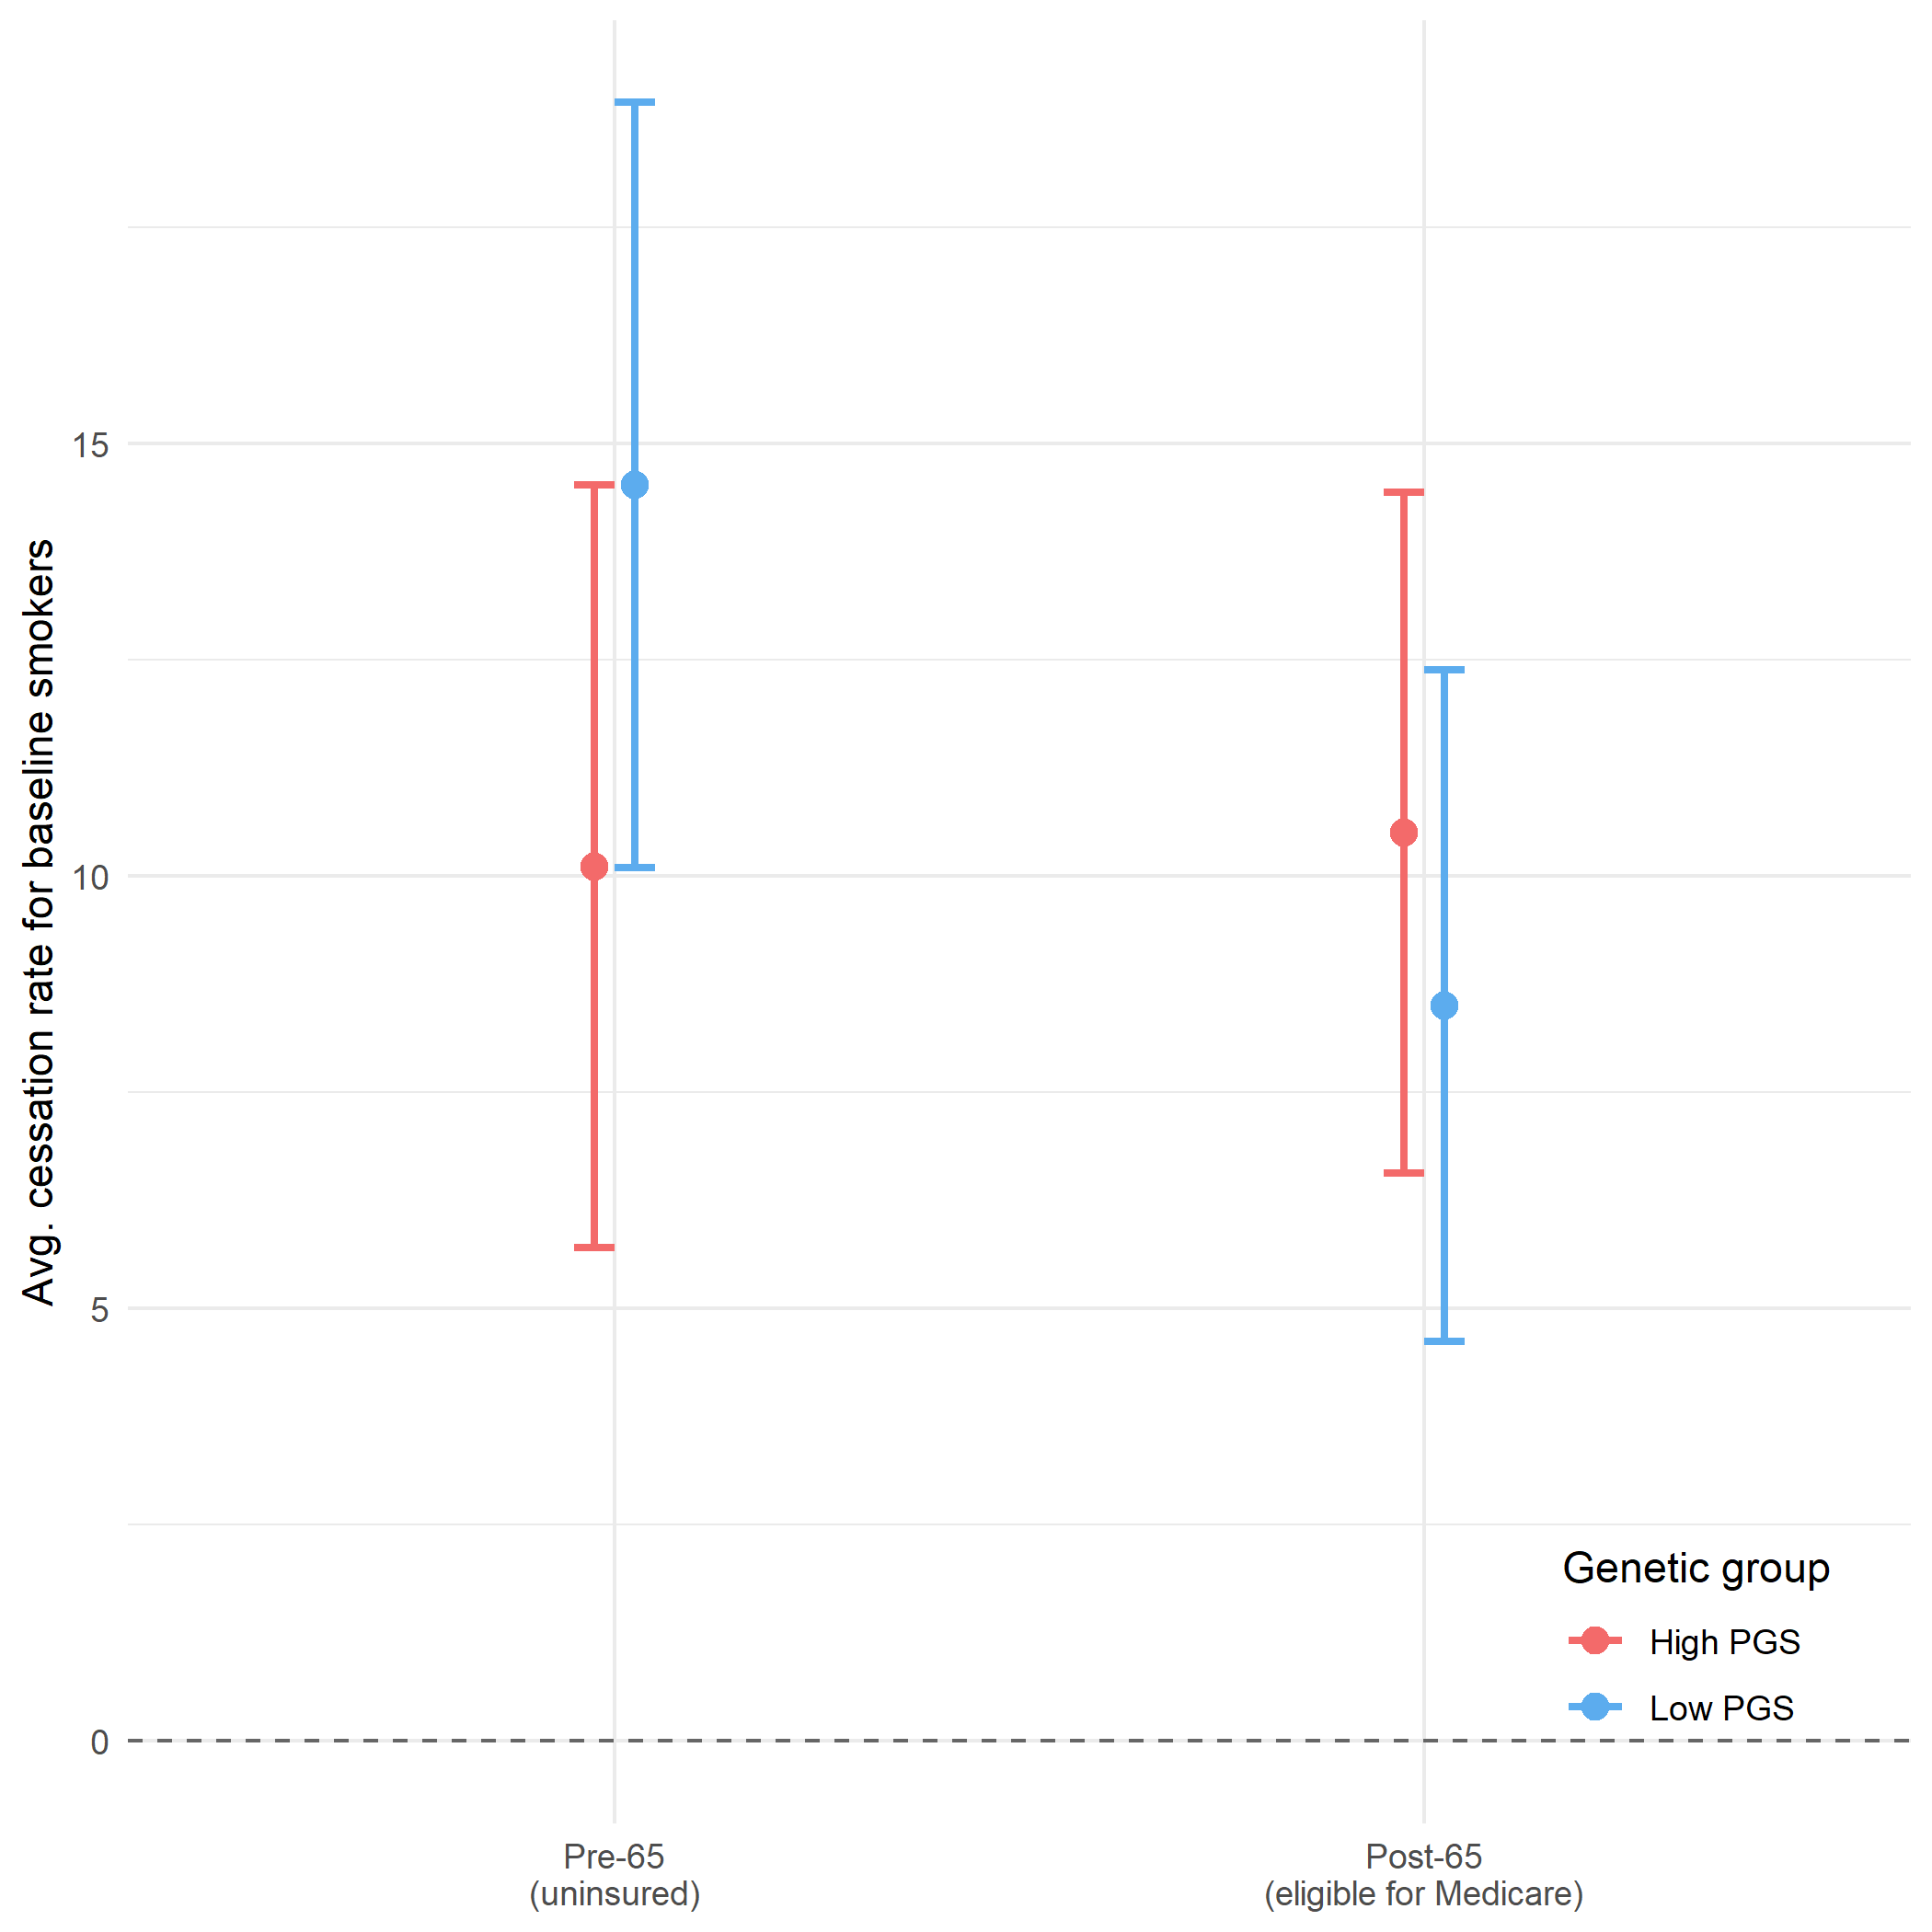 Avg. cessation rate for baseline smokers
15
10
5
0
Genetic group
High PGS
Low PGS
Pre-65
(uninsured)
Post-65
(eligible for Medicare)